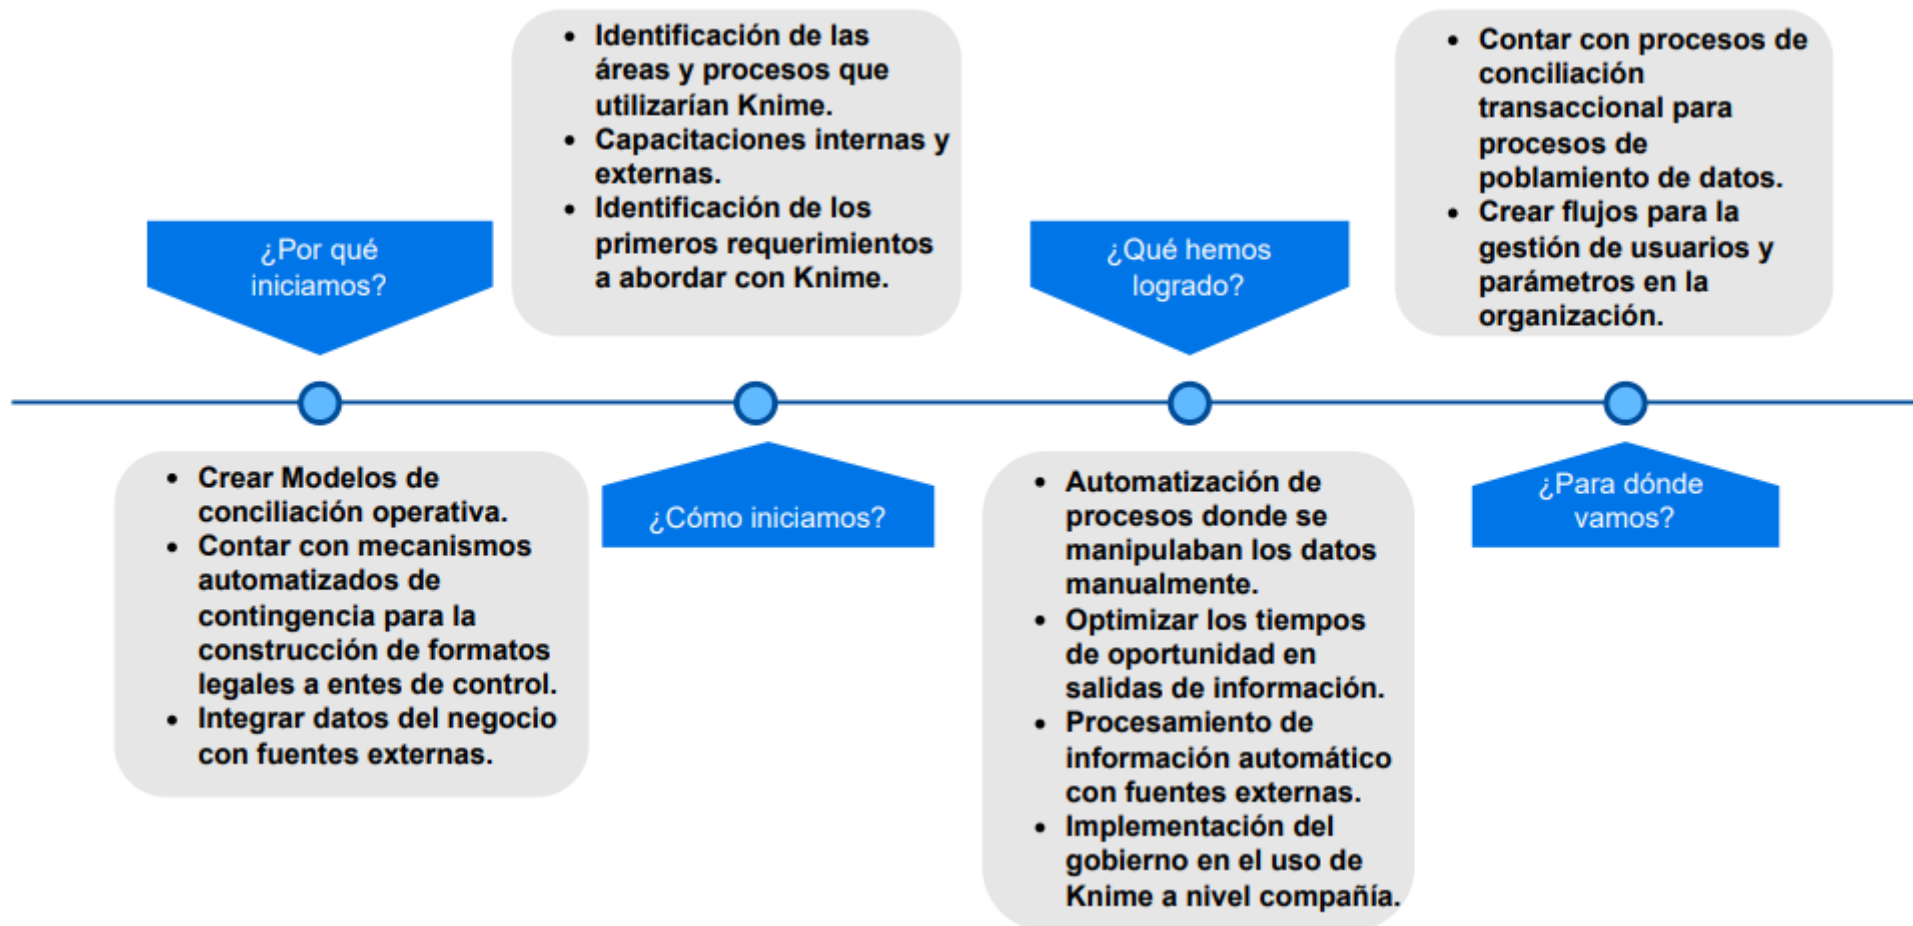 ¿Por qué
iniciamos?
• Crear Modelos de
conciliación operativa.
• Contar con mecanismos
automatizados de
contingencia para la
construcción de formatos
legales a entes de control.
• Integrar datos del negocio
con fuentes externas.
• Identificación de las
áreas y procesos que
utilizarían Knime.
• Capacitaciones internas y
externas.
• Identificación de los
primeros requerimientos
a abordar con Knime.
¿Cómo iniciamos?
¿Qué hemos
logrado?
• Automatización de
procesos donde se
manipulaban los datos
manualmente.
• Optimizar los tiempos
de oportunidad en
salidas de información.
• Procesamiento de
información automático
con fuentes externas.
• Implementación del
gobierno en el uso de
Knime a nivel compañía.
• Contar con procesos de
conciliación
transaccional para
procesos de
poblamiento de datos.
• Crear flujos para la
gestión de usuarios y
parámetros en la
organización.
¿Para dónde
vamos?